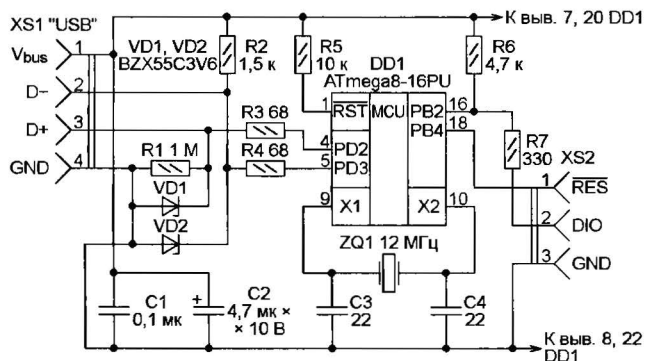 XS1 "USB"
К выв. 7, 20 DD1
Vbus 1
D− 2
D+ 3
GND 4
VD1, VD2
BZX55C3V6
R2
1,5 к
R5
10 к
DD1
ATmega8-16PU
R6
4,7 к
R3 68
R4 68
R1 1 М
VD1
VD2
1 RST MCU PB2 16
PB4 18
4 PD2
5 PD3
9 X1 X2 10
R7
330
XS2
1 RES
2 DIO
3 GND
ZQ1 12 МГц
C1
0,1 мк
+ C2
4,7 мк ×
× 10 В
C3
22
C4
22
К выв. 8, 22
DD1